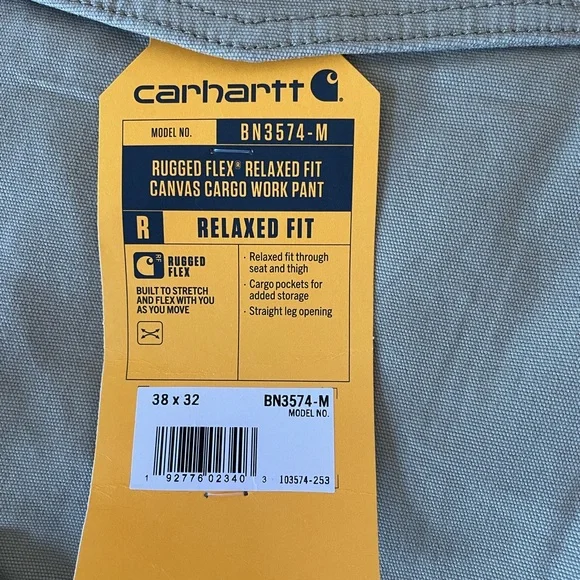 carhartt
MODEL NO. BN3574-M
RUGGED FLEX® RELAXED FIT
CANVAS CARGO WORK PANT
R RELAXED FIT
RF
RUGGED
FLEX
BUILT TO STRETCH
AND FLEX WITH YOU
AS YOU MOVE
· Relaxed fit through
seat and thigh
· Cargo pockets for
added storage
· Straight leg opening
38 x 32 BN3574-M
MODEL NO.
1 92776 02340 3 103574-253